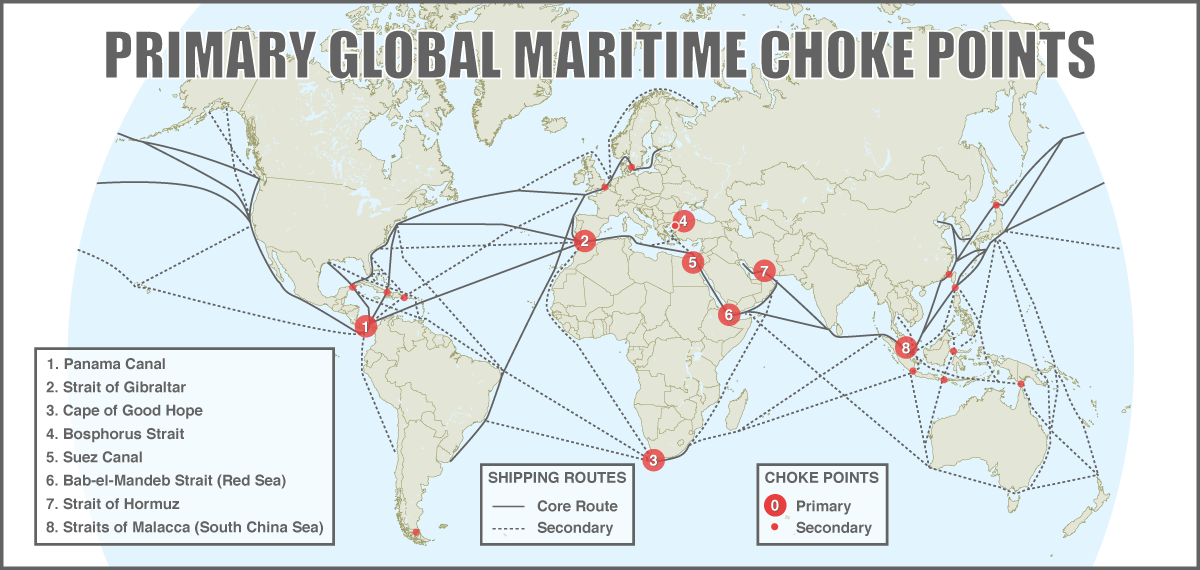 PRIMARY GLOBAL MARITIME CHOKE POINTS
4
2
5
7
6
1
8
3
1. Panama Canal
2. Strait of Gibraltar
3. Cape of Good Hope
4. Bosphorus Strait
5. Suez Canal
6. Bab-el-Mandeb Strait (Red Sea)
7. Strait of Hormuz
8. Straits of Malacca (South China Sea)
SHIPPING ROUTES
Core Route
Secondary
CHOKE POINTS
0 Primary
Secondary